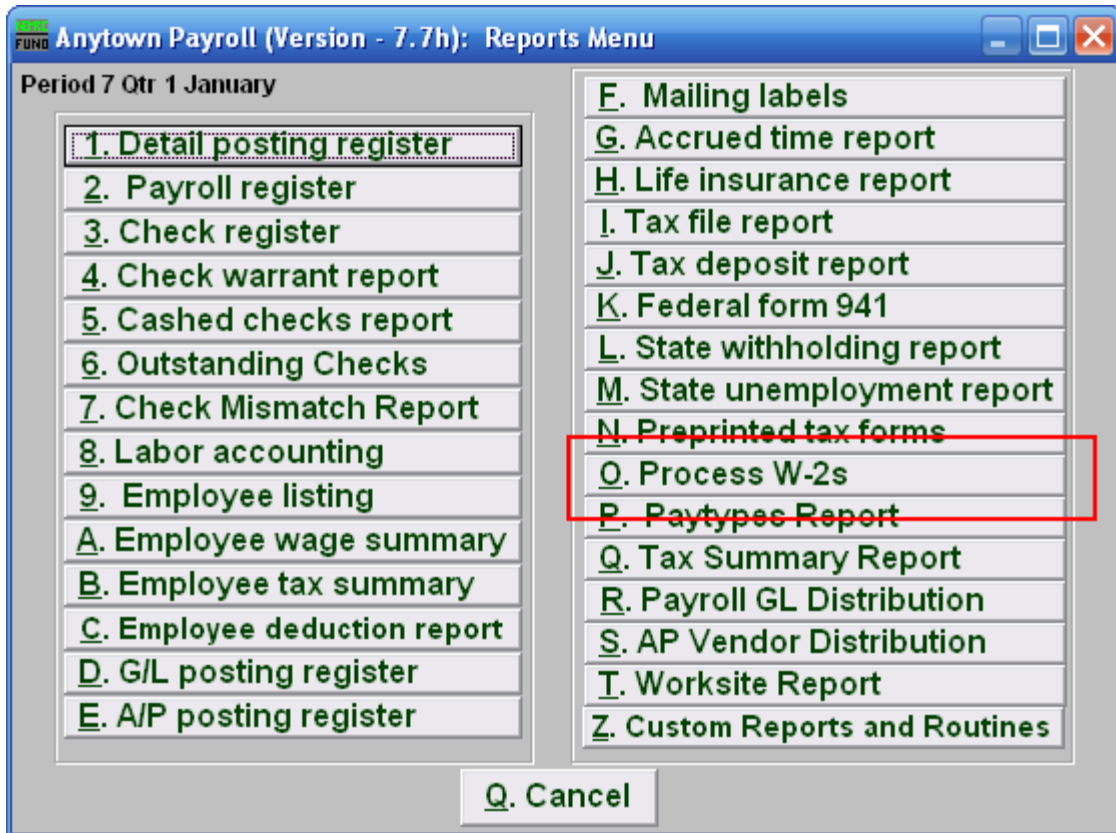 FUND Anytown Payroll (Version - 7.7h): Reports Menu
Period 7 Qtr 1 January
1. Detail posting register
2. Payroll register
3. Check register
4. Check warrant report
5. Cashed checks report
6. Outstanding Checks
7. Check Mismatch Report
8. Labor accounting
9. Employee listing
A. Employee wage summary
B. Employee tax summary
C. Employee deduction report
D. G/L posting register
E. A/P posting register
F. Mailing labels
G. Accrued time report
H. Life insurance report
I. Tax file report
J. Tax deposit report
K. Federal form 941
L. State withholding report
M. State unemployment report
N. Preprinted tax forms
O. Process W-2s
P. Paytypes Report
Q. Tax Summary Report
R. Payroll GL Distribution
S. AP Vendor Distribution
T. Worksite Report
Z. Custom Reports and Routines
Q. Cancel